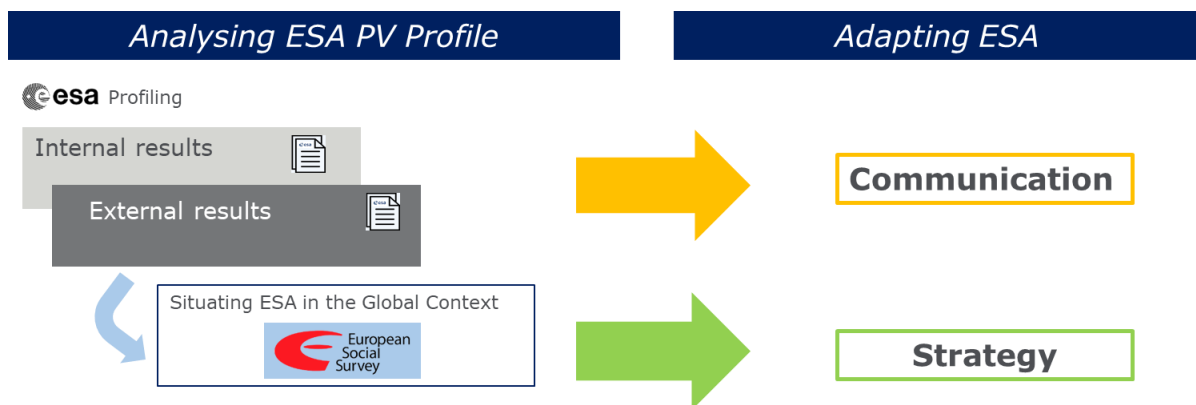 Analysing ESA PV Profile
Adapting ESA
esa Profiling
Internal results
External results
Situating ESA in the Global Context
European
Social
Survey
Communication
Strategy